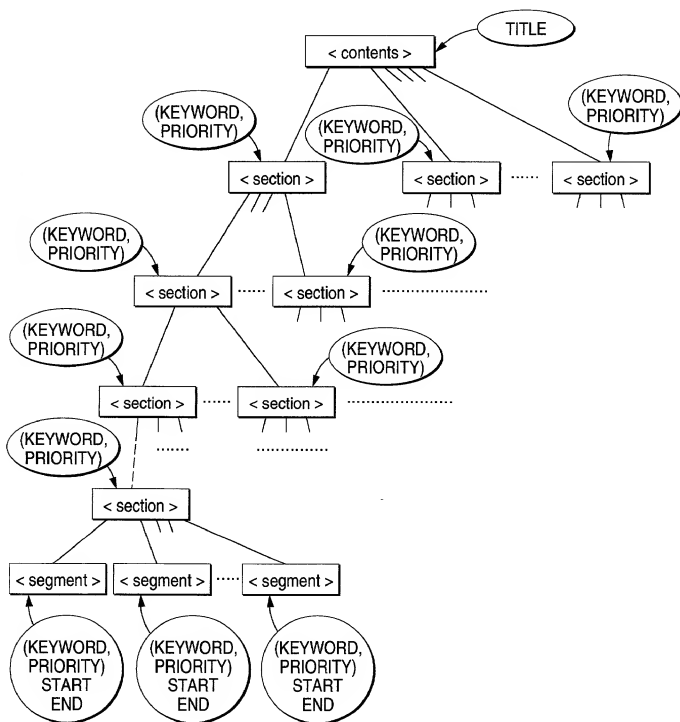 TITLE
< contents >
(KEYWORD,
PRIORITY)
(KEYWORD,
PRIORITY)
(KEYWORD,
PRIORITY)
< section >
< section >
< section >
(KEYWORD,
PRIORITY)
(KEYWORD,
PRIORITY)
< section >
< section >
(KEYWORD,
PRIORITY)
(KEYWORD,
PRIORITY)
< section >
< section >
(KEYWORD,
PRIORITY)
< section >
< segment >
< segment >
< segment >
(KEYWORD,
PRIORITY)
START
END
(KEYWORD,
PRIORITY)
START
END
(KEYWORD,
PRIORITY)
START
END